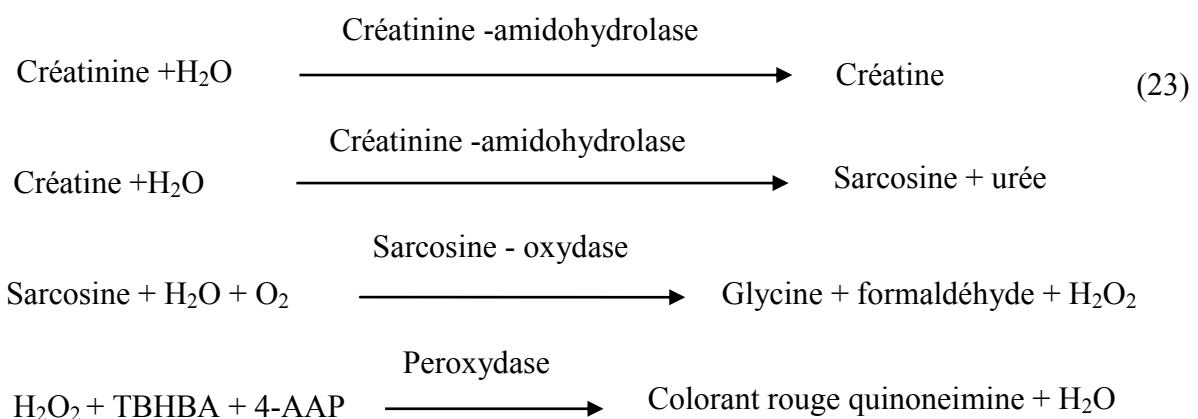 Créatinine -amidohydrolase
Créatinine +H₂O Créatine (23)
Créatinine -amidohydrolase
Créatine +H₂O Sarcosine + urée
Sarcosine - oxydase
Sarcosine + H₂O + O₂ Glycine + formaldéhyde + H₂O₂
Peroxydase
H₂O₂ + TBHBA + 4-AAP Colorant rouge quinoneimine + H₂O